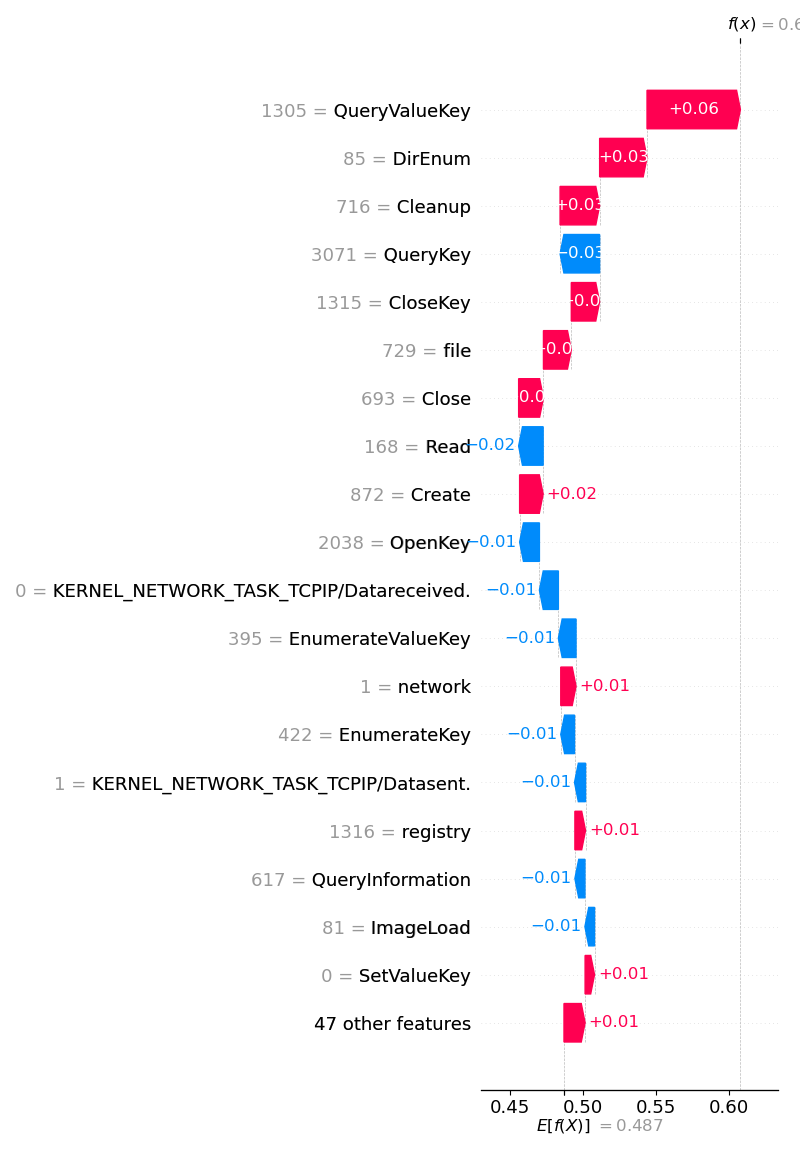 f(x) = 0.6
1305 = QueryValueKey +0.06
85 = DirEnum +0.03
716 = Cleanup +0.03
3071 = QueryKey −0.03
1315 = CloseKey
729 = file
693 = Close
168 = Read −0.02
872 = Create +0.02
2038 = OpenKey −0.01
0 = KERNEL_NETWORK_TASK_TCPIP/Datareceived. −0.01
395 = EnumerateValueKey −0.01
1 = network +0.01
422 = EnumerateKey −0.01
1 = KERNEL_NETWORK_TASK_TCPIP/Datasent. −0.01
1316 = registry +0.01
617 = QueryInformation −0.01
81 = ImageLoad −0.01
0 = SetValueKey +0.01
47 other features +0.01
0.45 0.50 0.55 0.60
E[f(X)] = 0.487